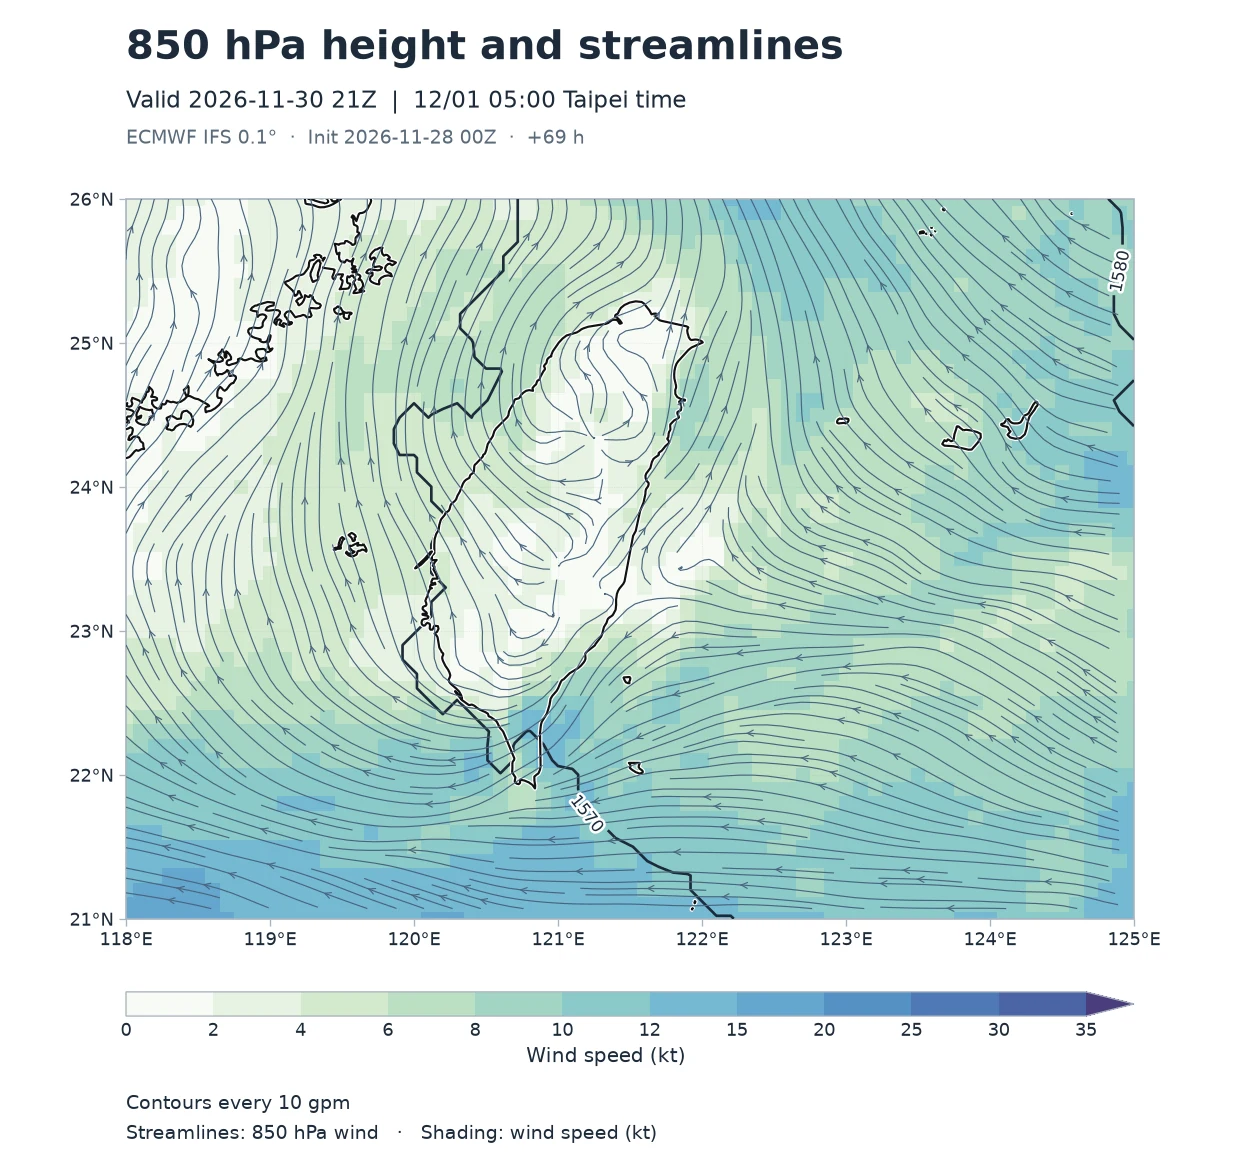 850 hPa height and streamlines
Valid 2026-11-30 21Z | 12/01 05:00 Taipei time
ECMWF IFS 0.1° · Init 2026-11-28 00Z · +69 h
26°N
1580
25°N
24°N
23°N
22°N
1570
21°N
118°E 119°E 120°E 121°E 122°E 123°E 124°E 125°E
0 2 4 6 8 10 12 15 20 25 30 35
Wind speed (kt)
Contours every 10 gpm
Streamlines: 850 hPa wind · Shading: wind speed (kt)